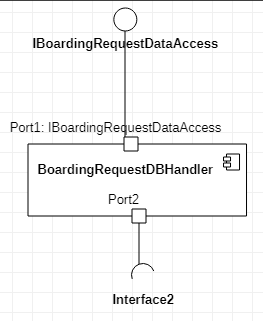 IBoardingRequestDataAccess
Port1: IBoardingRequestDataAccess
BoardingRequestDBHandler
Port2
Interface2